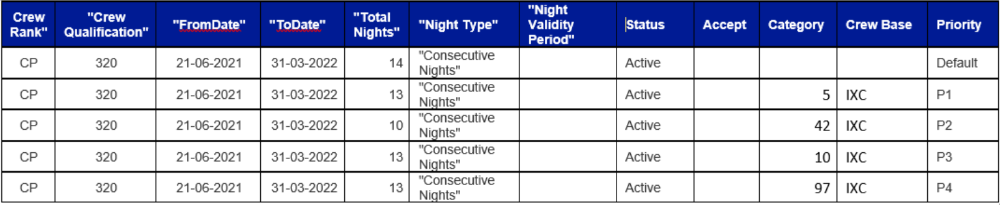 Crew Rank" "Crew Qualification" "FromDate" "ToDate" "Total Nights" "Night Type" "Night Validity Period" Status Accept Category Crew Base Priority
CP 320 21-06-2021 31-03-2022 14 "Consecutive Nights" Active Default
CP 320 21-06-2021 31-03-2022 13 "Consecutive Nights" Active 5 IXC P1
CP 320 21-06-2021 31-03-2022 10 "Consecutive Nights" Active 42 IXC P2
CP 320 21-06-2021 31-03-2022 13 "Consecutive Nights" Active 10 IXC P3
CP 320 21-06-2021 31-03-2022 13 "Consecutive Nights" Active 97 IXC P4